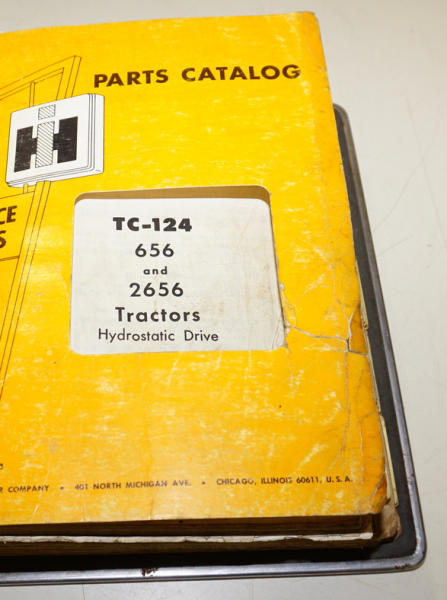 PARTS CATALOG
IH
TC-124
656
and
2656
Tractors
Hydrostatic Drive
COMPANY • 401 NORTH MICHIGAN AVE. • CHICAGO, ILLINOIS 60611, U.S.A.